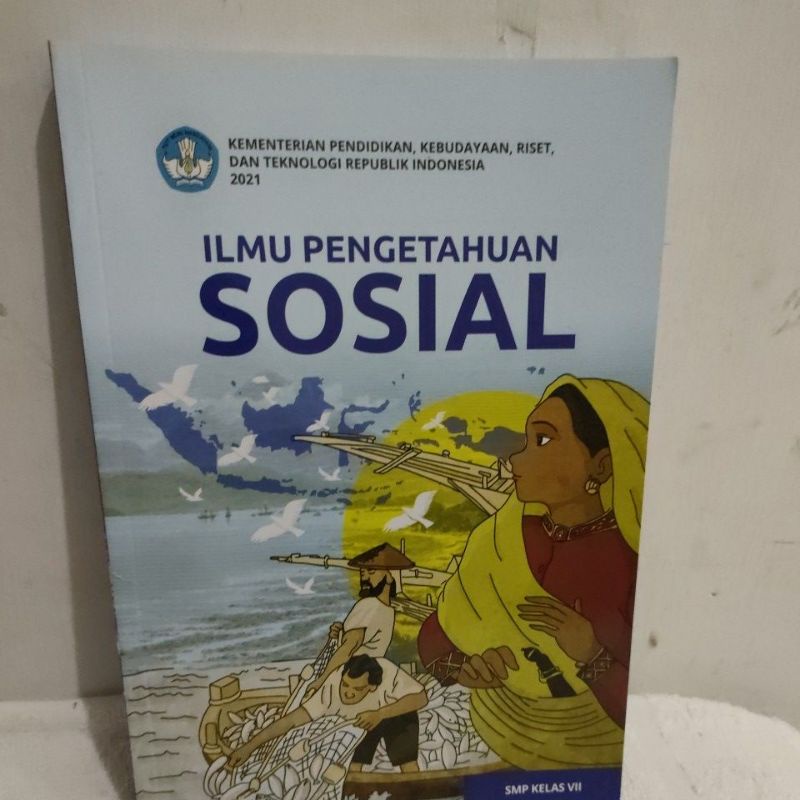 KEMENTERIAN PENDIDIKAN, KEBUDAYAAN, RISET,
DAN TEKNOLOGI REPUBLIK INDONESIA
2021
ILMU PENGETAHUAN
SOSIAL
SMP KELAS VII